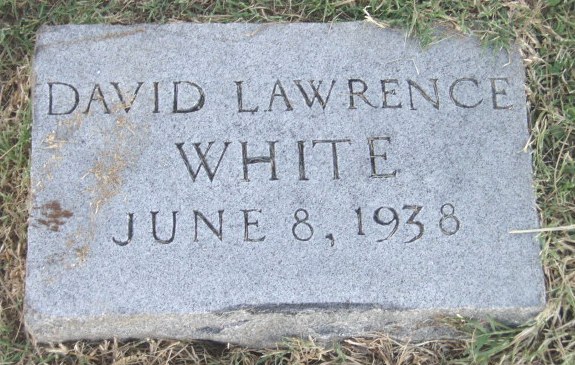 DAVID LAWRENCE
WHITE
JUNE 8, 1938